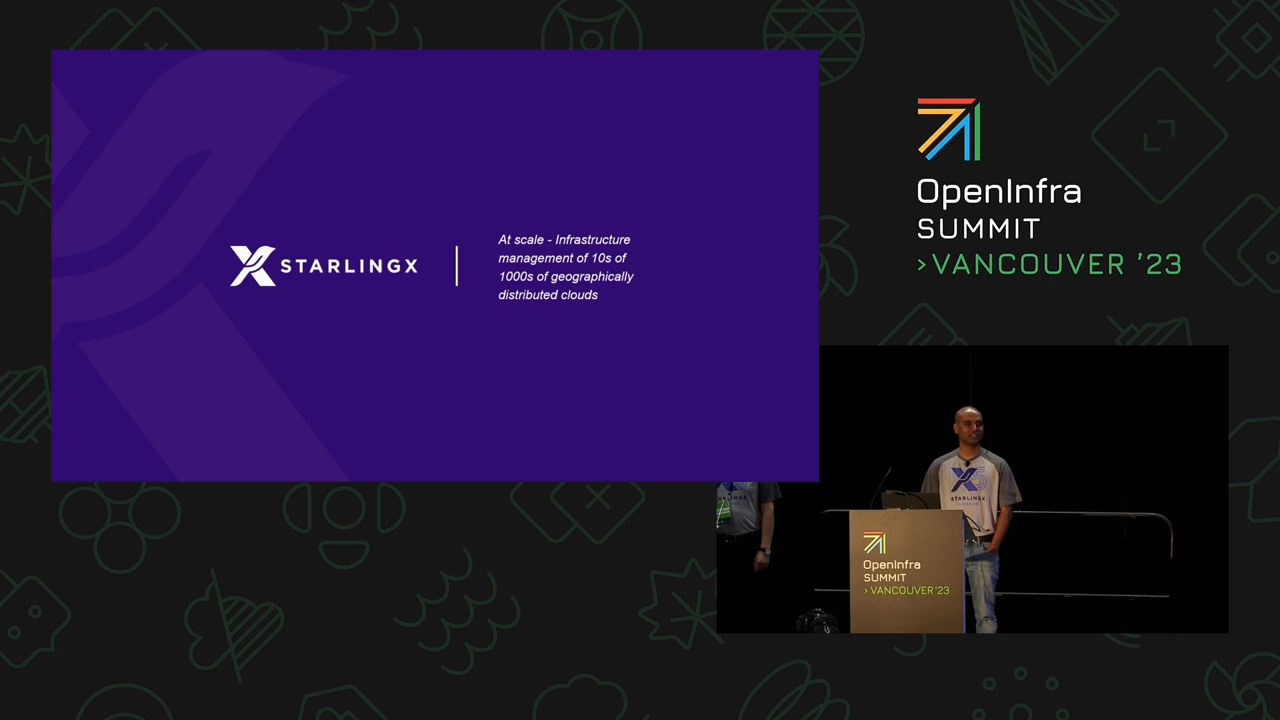 STARLINGX
At scale - Infrastructure
management of 10s of
1000s of geographically
distributed clouds
OpenInfra
SUMMIT
>VANCOUVER '23
STARLINGX
OpenInfra
SUMMIT
> VANCOUVER '23